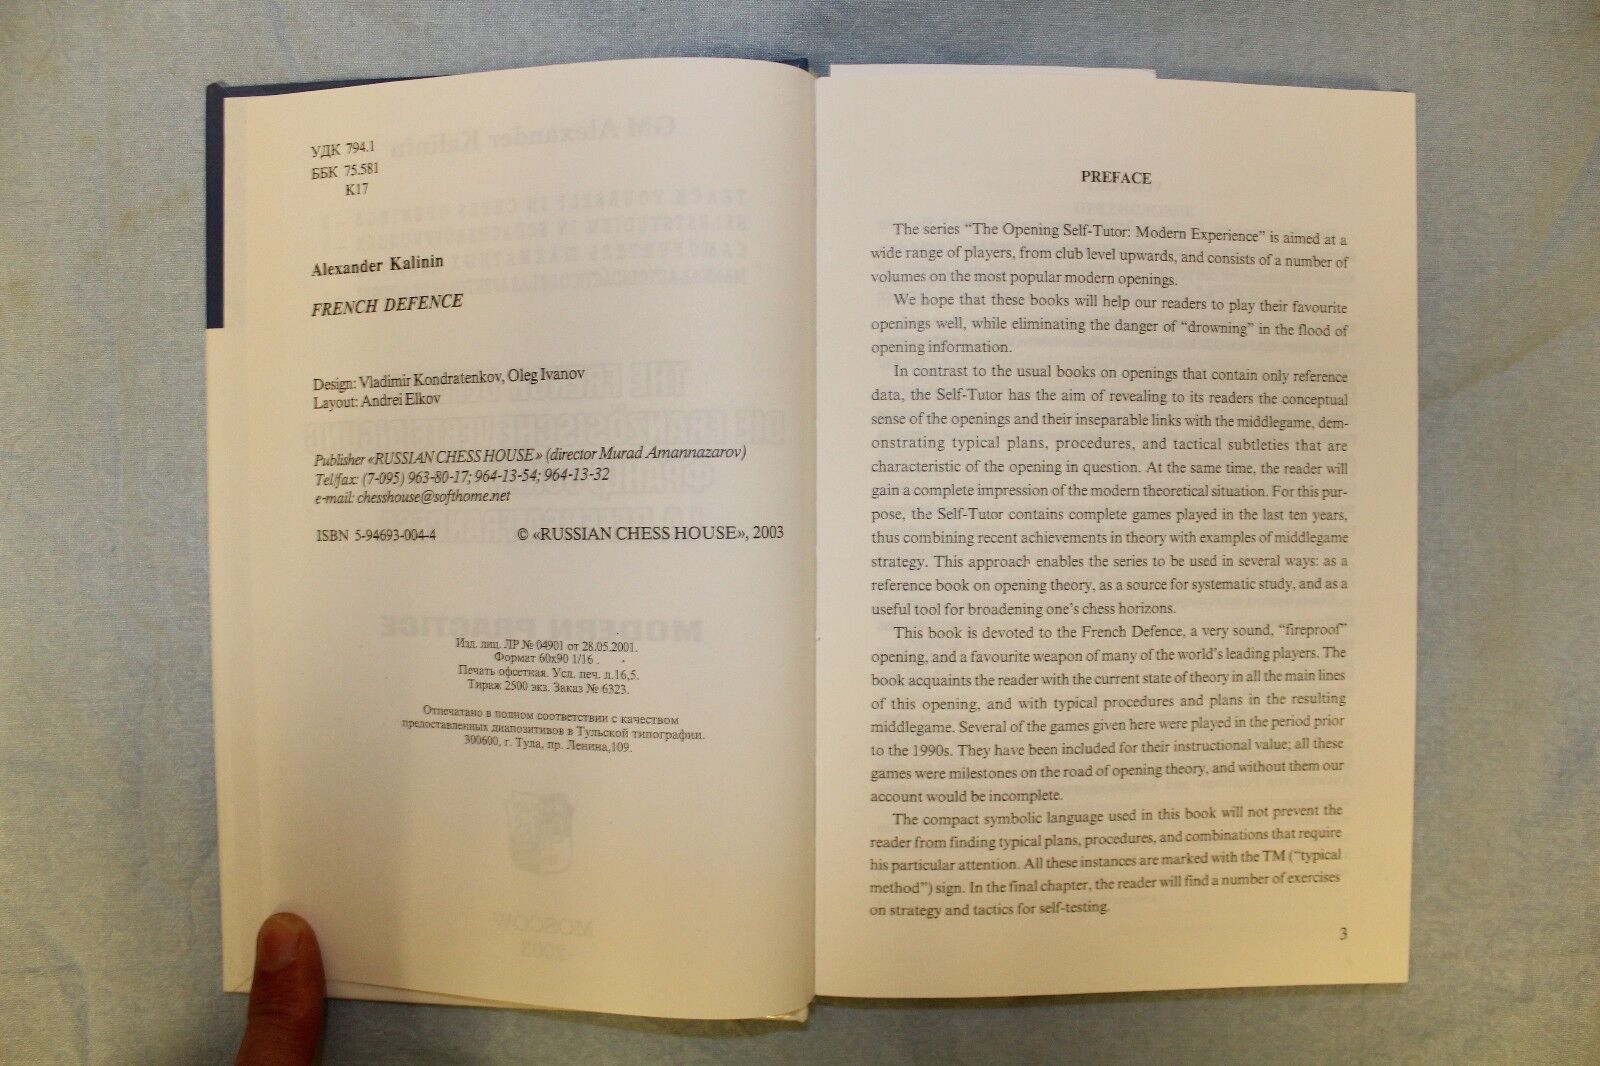 УДК 794.1
ББК 75.581
К17
Alexander Kalinin
FRENCH DEFENCE
Design: Vladimir Kondratenkov, Oleg Ivanov
Layout: Andrei Elkov
Publisher «RUSSIAN CHESS HOUSE» (director Murad Amannazarov)
Tel/fax: (7-095) 963-80-17; 964-13-54; 964-13-32
e-mail: chesshouse@softhome.net
ISBN 5-94693-004-4 © «RUSSIAN CHESS HOUSE», 2003
Изд. лиц. ЛР № 04901 от 28.05.2001.
Формат 60х90 1/16.
Печать офсетная. Усл. печ. л.16,5.
Тираж 2500 экз. Заказ № 6323.
Отпечатано в полном соответствии с качеством
предоставленных диапозитивов в Тульской типографии.
300600, г. Тула, пр. Ленина,109.
PREFACE
The series “The Opening Self-Tutor: Modern Experience” is aimed at a
wide range of players, from club level upwards, and consists of a number of
volumes on the most popular modern openings.
We hope that these books will help our readers to play their favourite
openings well, while eliminating the danger of “drowning” in the flood of
opening information.
In contrast to the usual books on openings that contain only reference
data, the Self-Tutor has the aim of revealing to its readers the conceptual
sense of the openings and their inseparable links with the middlegame, dem-
onstrating typical plans, procedures, and tactical subtleties that are
characteristic of the opening in question. At the same time, the reader will
gain a complete impression of the modern theoretical situation. For this pur-
pose, the Self-Tutor contains complete games played in the last ten years,
thus combining recent achievements in theory with examples of middlegame
strategy. This approach enables the series to be used in several ways: as a
reference book on opening theory, as a source for systematic study, and as a
useful tool for broadening one’s chess horizons.
This book is devoted to the French Defence, a very sound, “fireproof”
opening, and a favourite weapon of many of the world’s leading players. The
book acquaints the reader with the current state of theory in all the main lines
of this opening, and with typical procedures and plans in the resulting
middlegame. Several of the games given here were played in the period prior
to the 1990s. They have been included for their instructional value; all these
games were milestones on the road of opening theory, and without them our
account would be incomplete.
The compact symbolic language used in this book will not prevent the
reader from finding typical plans, procedures, and combinations that require
his particular attention. All these instances are marked with the TM (“typical
method”) sign. In the final chapter, the reader will find a number of exercises
on strategy and tactics for self-testing.
3